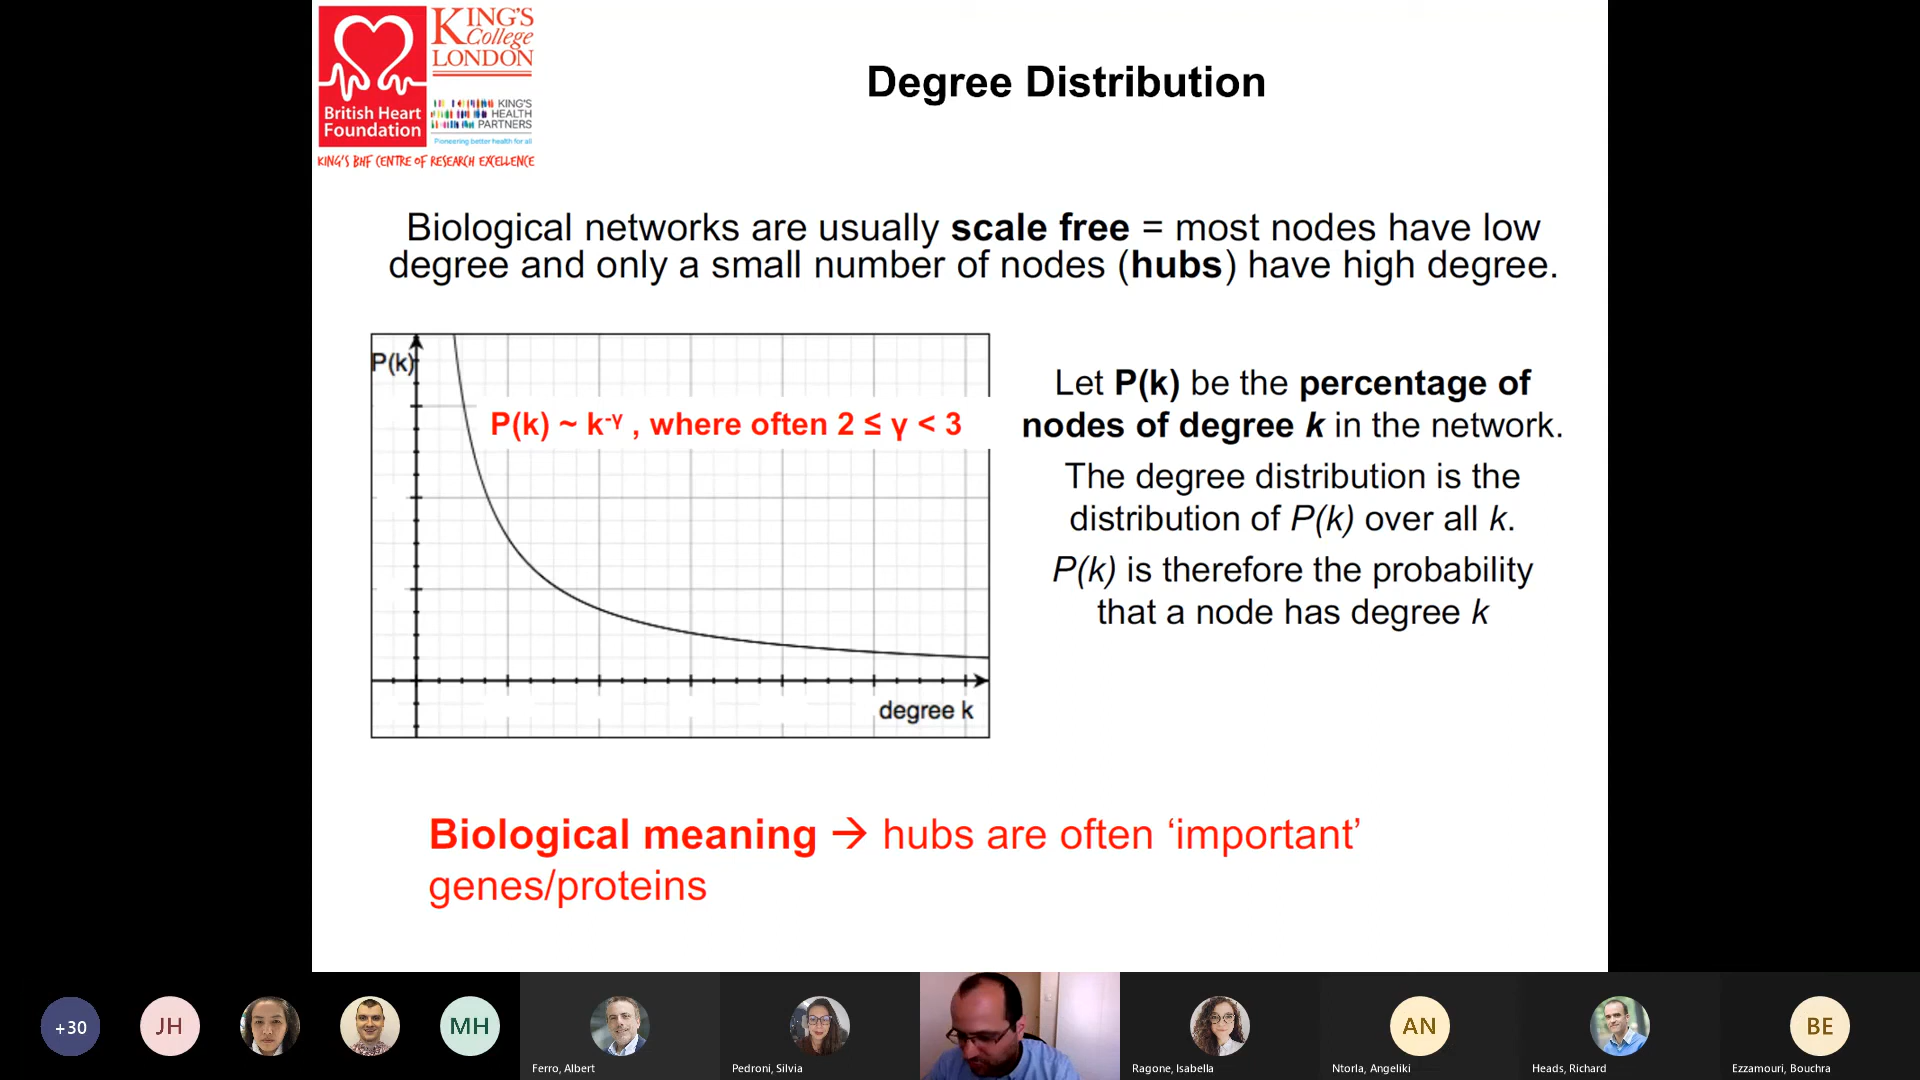 KING'S
College
LONDON
British Heart
Foundation
KING'S
HEALTH
PARTNERS
Pioneering better health for all
KING'S BHF CENTRE OF RESEARCH EXCELLENCE
Degree Distribution
Biological networks are usually scale free = most nodes have low
degree and only a small number of nodes (hubs) have high degree.
P(k)
P(k) ~ k⁻ᵞ , where often 2 ≤ γ < 3
degree k
Let P(k) be the percentage of
nodes of degree k in the network.
The degree distribution is the
distribution of P(k) over all k.
P(k) is therefore the probability
that a node has degree k
Biological meaning → hubs are often ‘important’
genes/proteins
+30
JH
MH
AN
BE
Ferro, Albert
Pedroni, Silvia
Ragone, Isabella
Ntorla, Angeliki
Heads, Richard
Ezzamouri, Bouchra